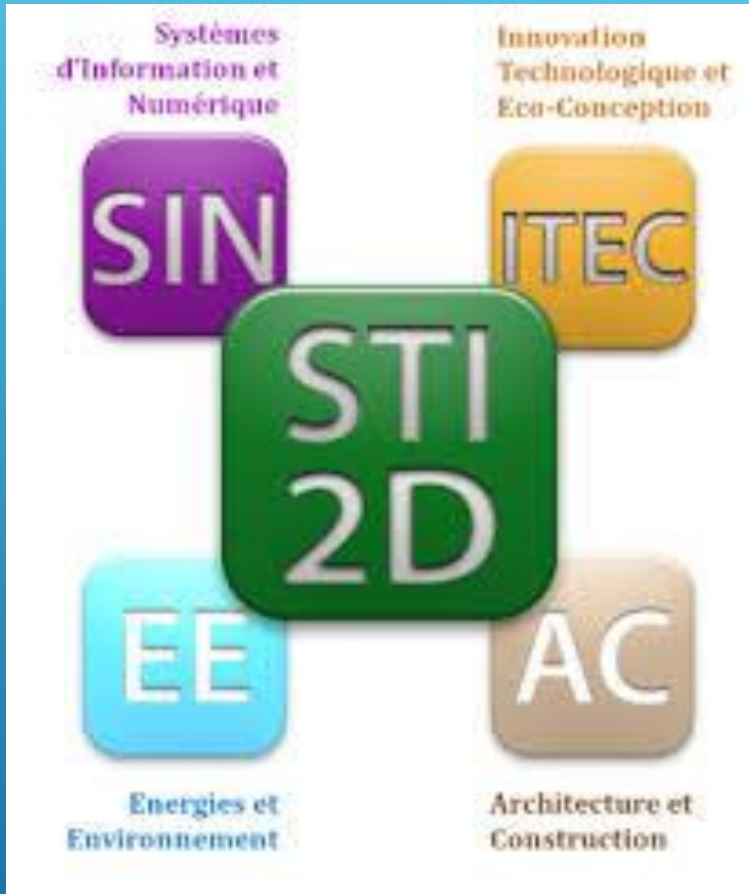 Systèmes
d'Information et
Numérique
SIN
Innovation
Technologique et
Eco-Conception
ITEC
STI
2D
EE
Energies et
Environnement
AC
Architecture et
Construction